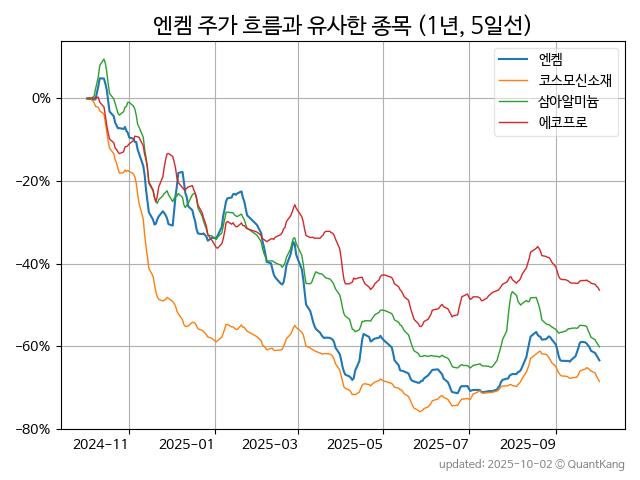 엔켐 주가 흐름과 유사한 종목 (1년, 5일선)
엔켐
코스모신소재
삼아알미늄
에코프로
0%
−20%
−40%
−60%
−80%
2024-11
2025-01
2025-03
2025-05
2025-07
2025-09
updated: 2025-10-02 © QuantKang